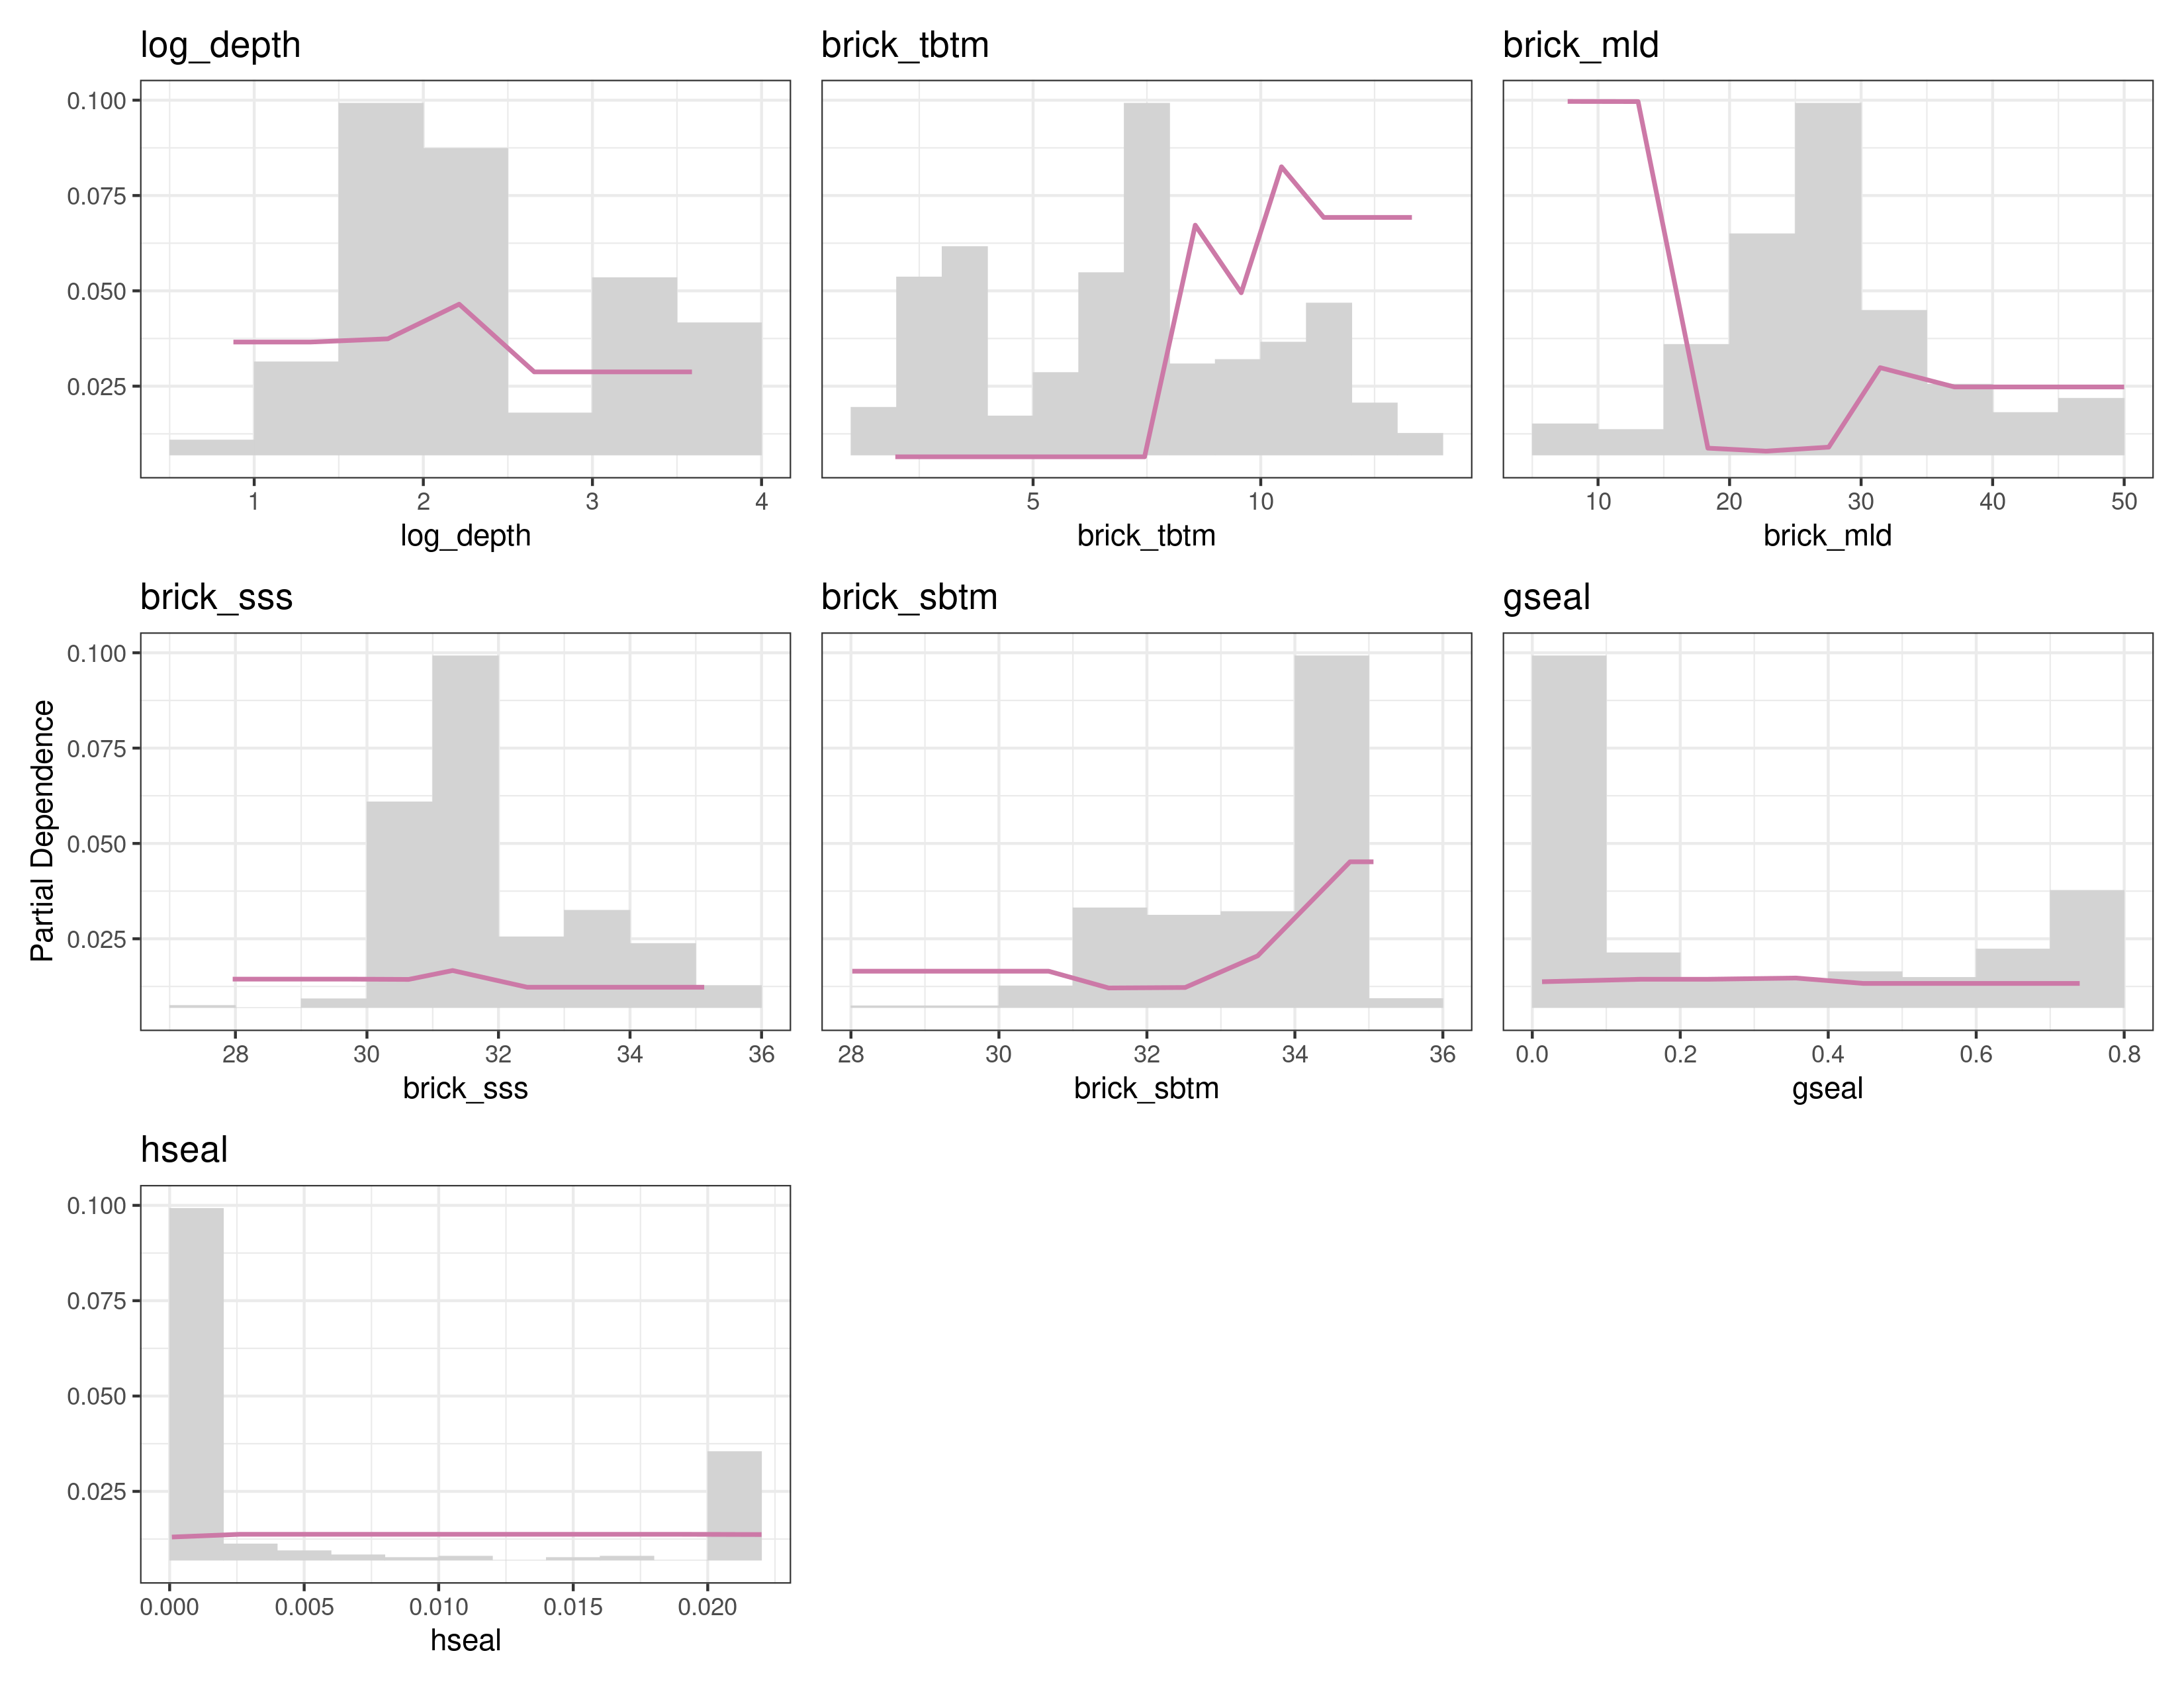 log_depth
brick_tbtm
brick_mld
0.100
0.075
0.050
0.025
1 2 3 4
5 10
10 20 30 40 50
log_depth
brick_tbtm
brick_mld
brick_sss
brick_sbtm
gseal
Partial Dependence
0.100
0.075
0.050
0.025
28 30 32 34 36
28 30 32 34 36
0.0 0.2 0.4 0.6 0.8
brick_sss
brick_sbtm
gseal
hseal
0.100
0.075
0.050
0.025
0.000 0.005 0.010 0.015 0.020
hseal